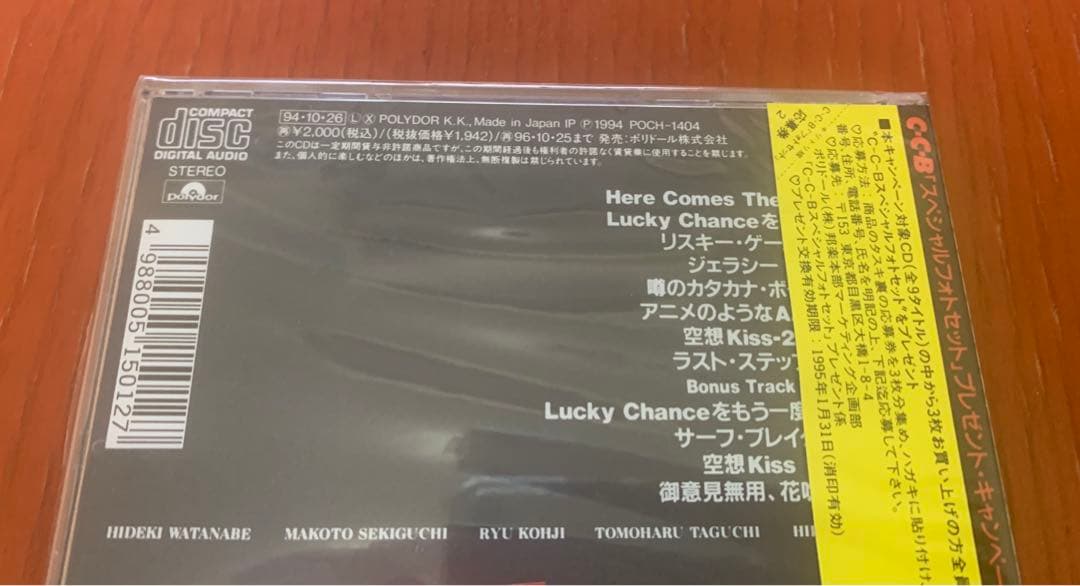 COMPACT
disc
DIGITAL AUDIO
STEREO
polydor
94・10・26 L X POLYDOR K.K., Made in Japan IP Ⓟ 1994 POCH-1404
再 ¥2,000(税込)/(税抜価格¥1,942)/再96・10・25まで 発売:ポリドール株式会社
このCDは一定期間貸与非許諾商品ですが、この期間経過後も権利者の許諾なく賃貸業に使用することを禁じます。
また、個人的に楽しむなどのほかは、著作権法上、無断複製は禁じられています。
Here Comes The
Lucky Chanceを
リスキー・ゲー
ジェラシー
噂のカタカナ・ボ
アニメのようなA.
空想Kiss-2
ラスト・ステップ
Bonus Track
Lucky Chanceをもう一度
サーフ・ブレイク
空想Kiss
御意見無用、花
HIDEKI WATANABE MAKOTO SEKIGUCHI RYU KOHJI TOMOHARU TAGUCHI HI
4 988005 150127
C-C-B「スペシャルフォトセット」プレゼント・キャンペー
■本キャンペーン対象CD(全9タイトル)の中から3枚お買い上げの方全
"C-C-Bスペシャルフォトセット"をプレゼント
♡応募方法:商品のタスキ裏の応募券を3枚分集め、ハガキに貼り付け、
番号、住所、電話番号、氏名を明記の上、下記迄応募して下さい。
♡応募先:〒153 東京都目黒区大橋1-8-4
ポリドール(株)邦楽本部マーケティング企画部
「C-C-Bスペシャルフォトセット」プレゼント係
♡プレゼント交換有効期限:1995年1月31日(消印有効)
応募券 2